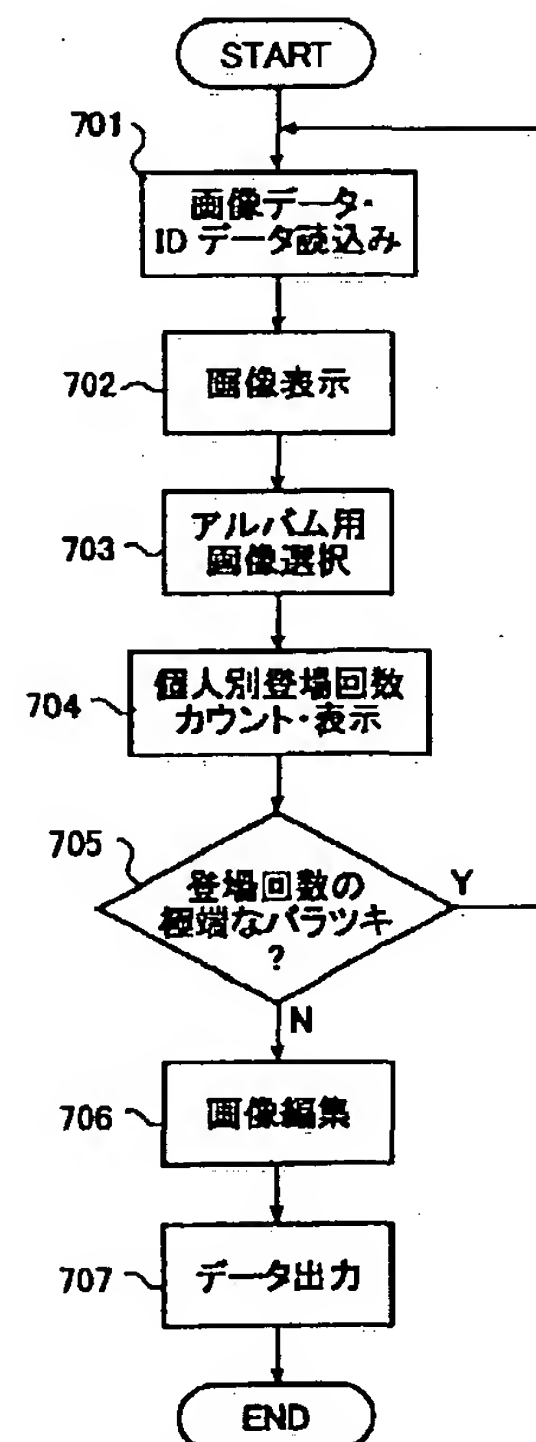 START
701
画像データ・
IDデータ読込み
702
画像表示
703
アルバム用
画像選択
704
個人別登場回数
カウント・表示
705
登場回数の
極端なバラツキ
?
Y
N
706
画像編集
707
データ出力
END